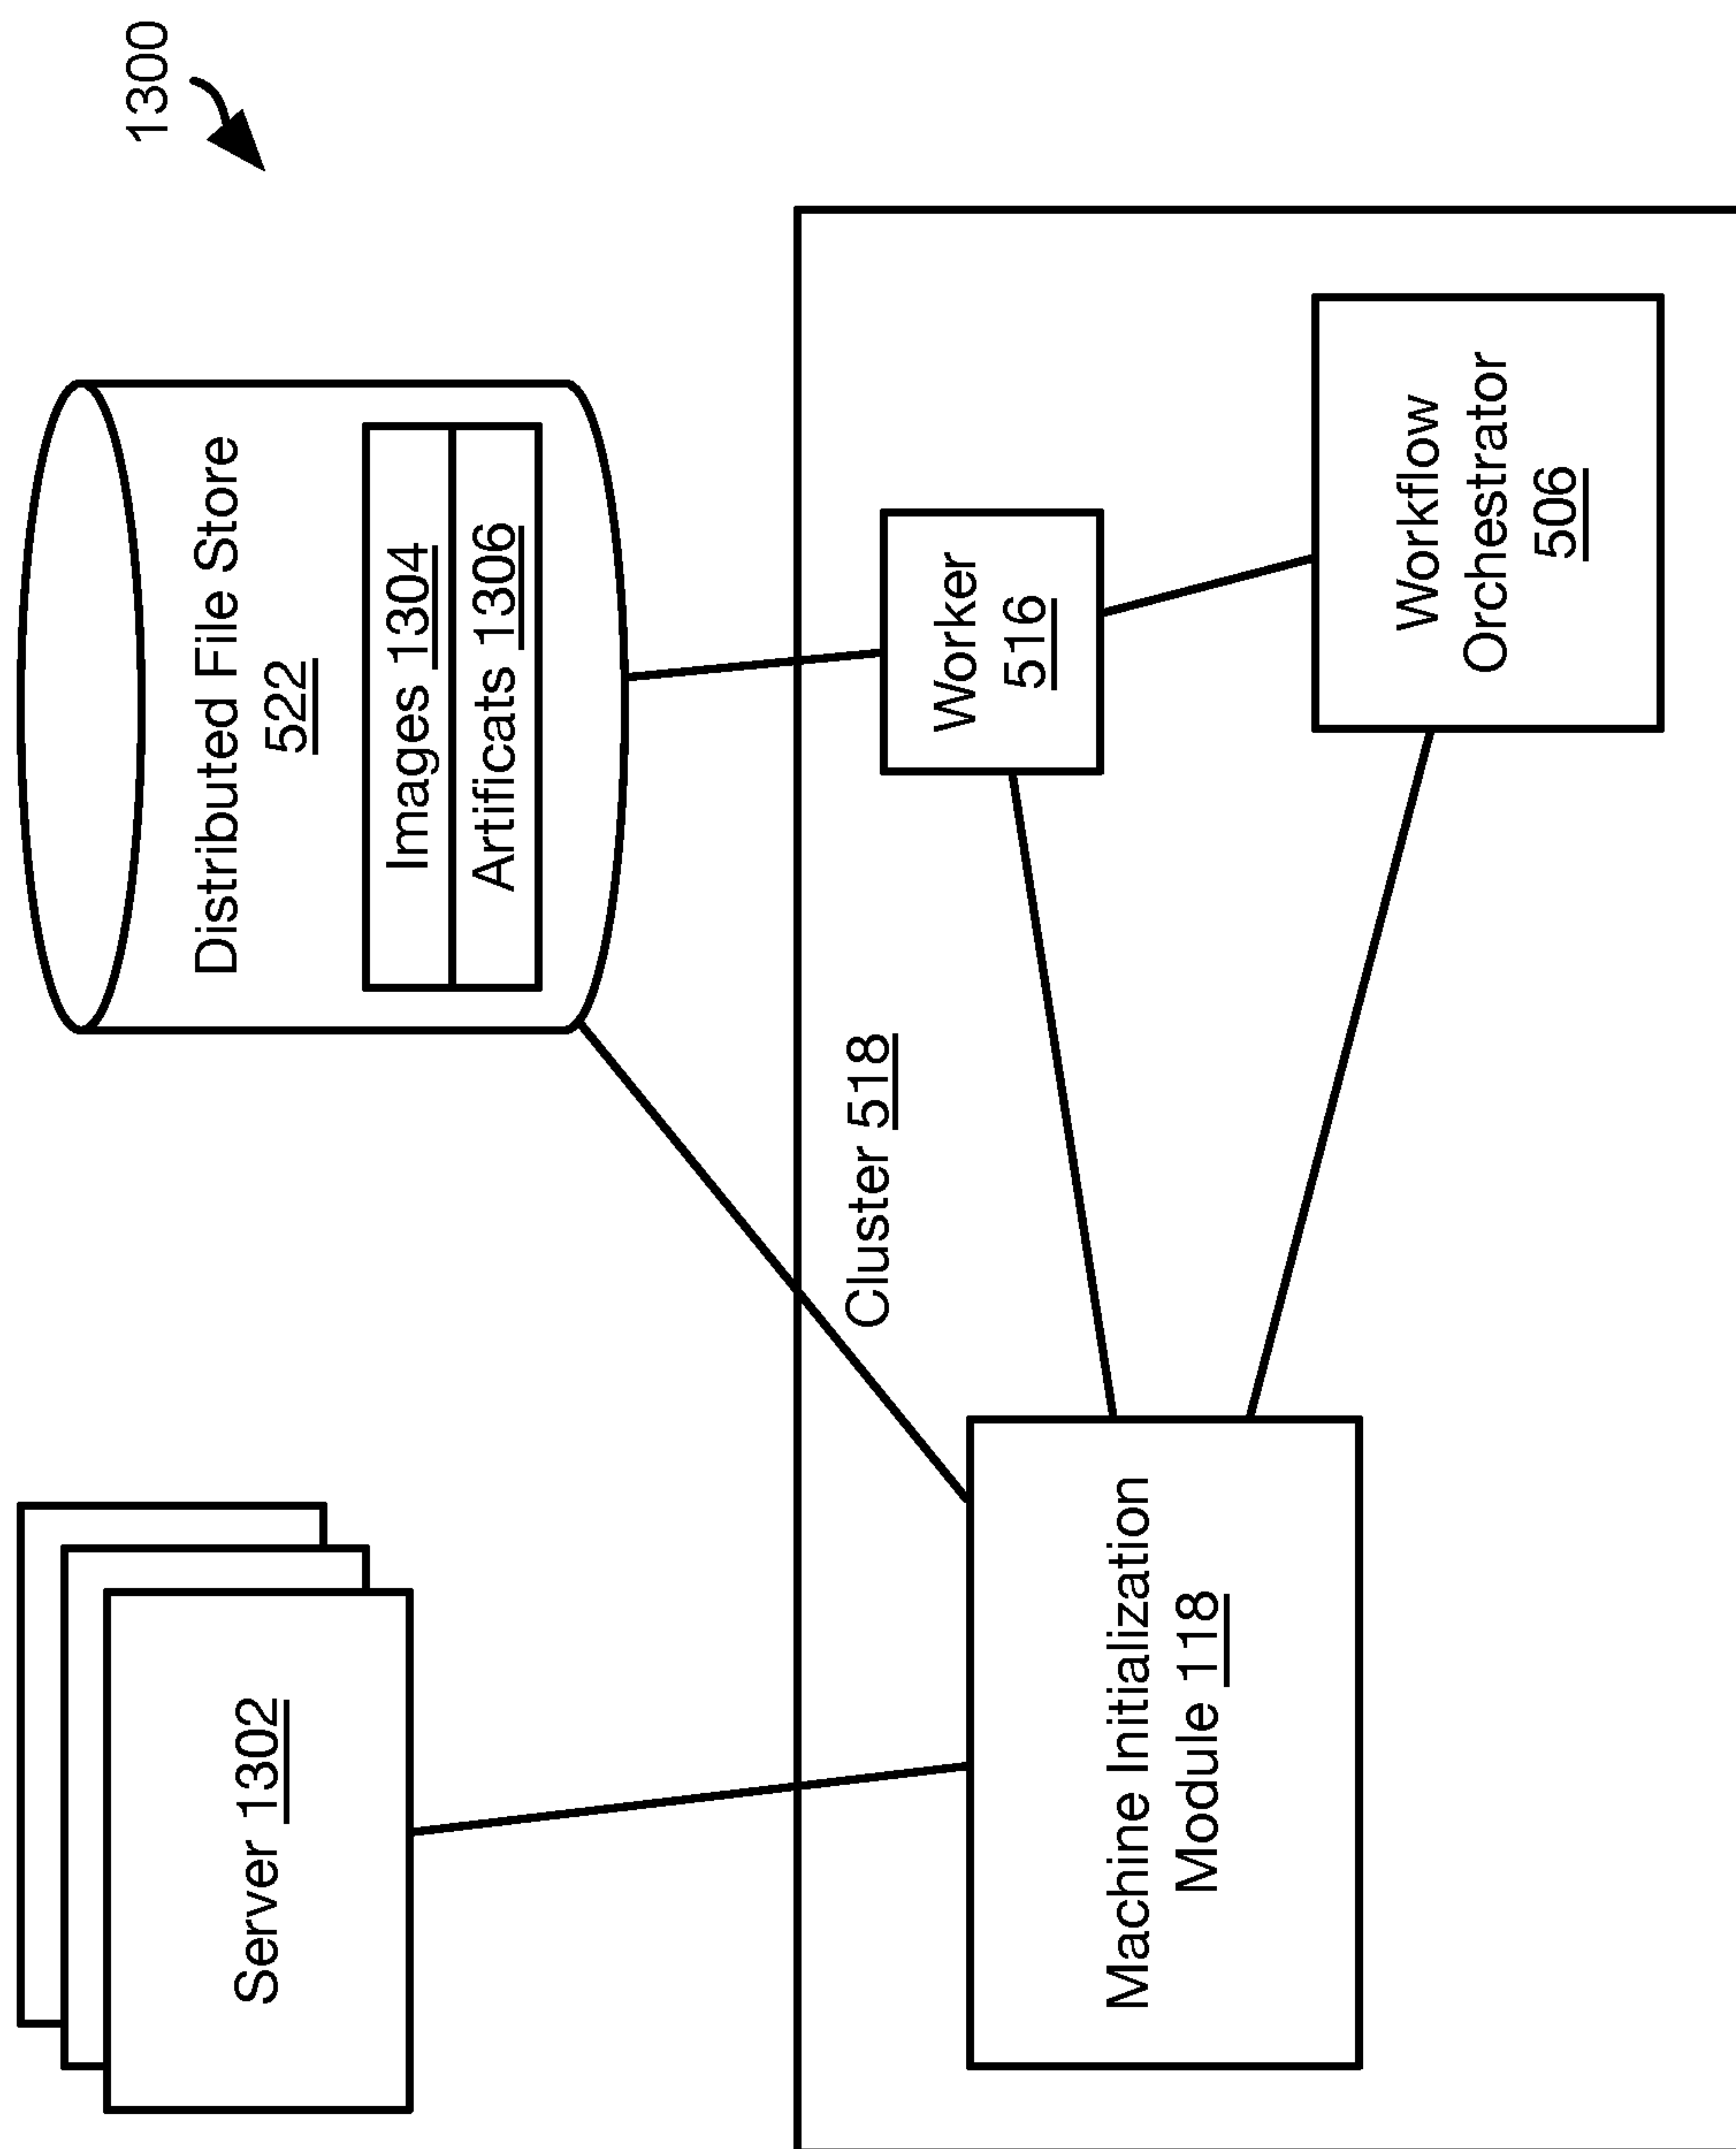 1300
Server 1302
Distributed File Store
522
Images 1304
Artificats 1306
Cluster 518
Worker
516
Machine Initialization
Module 118
Workflow
Orchestrator
506